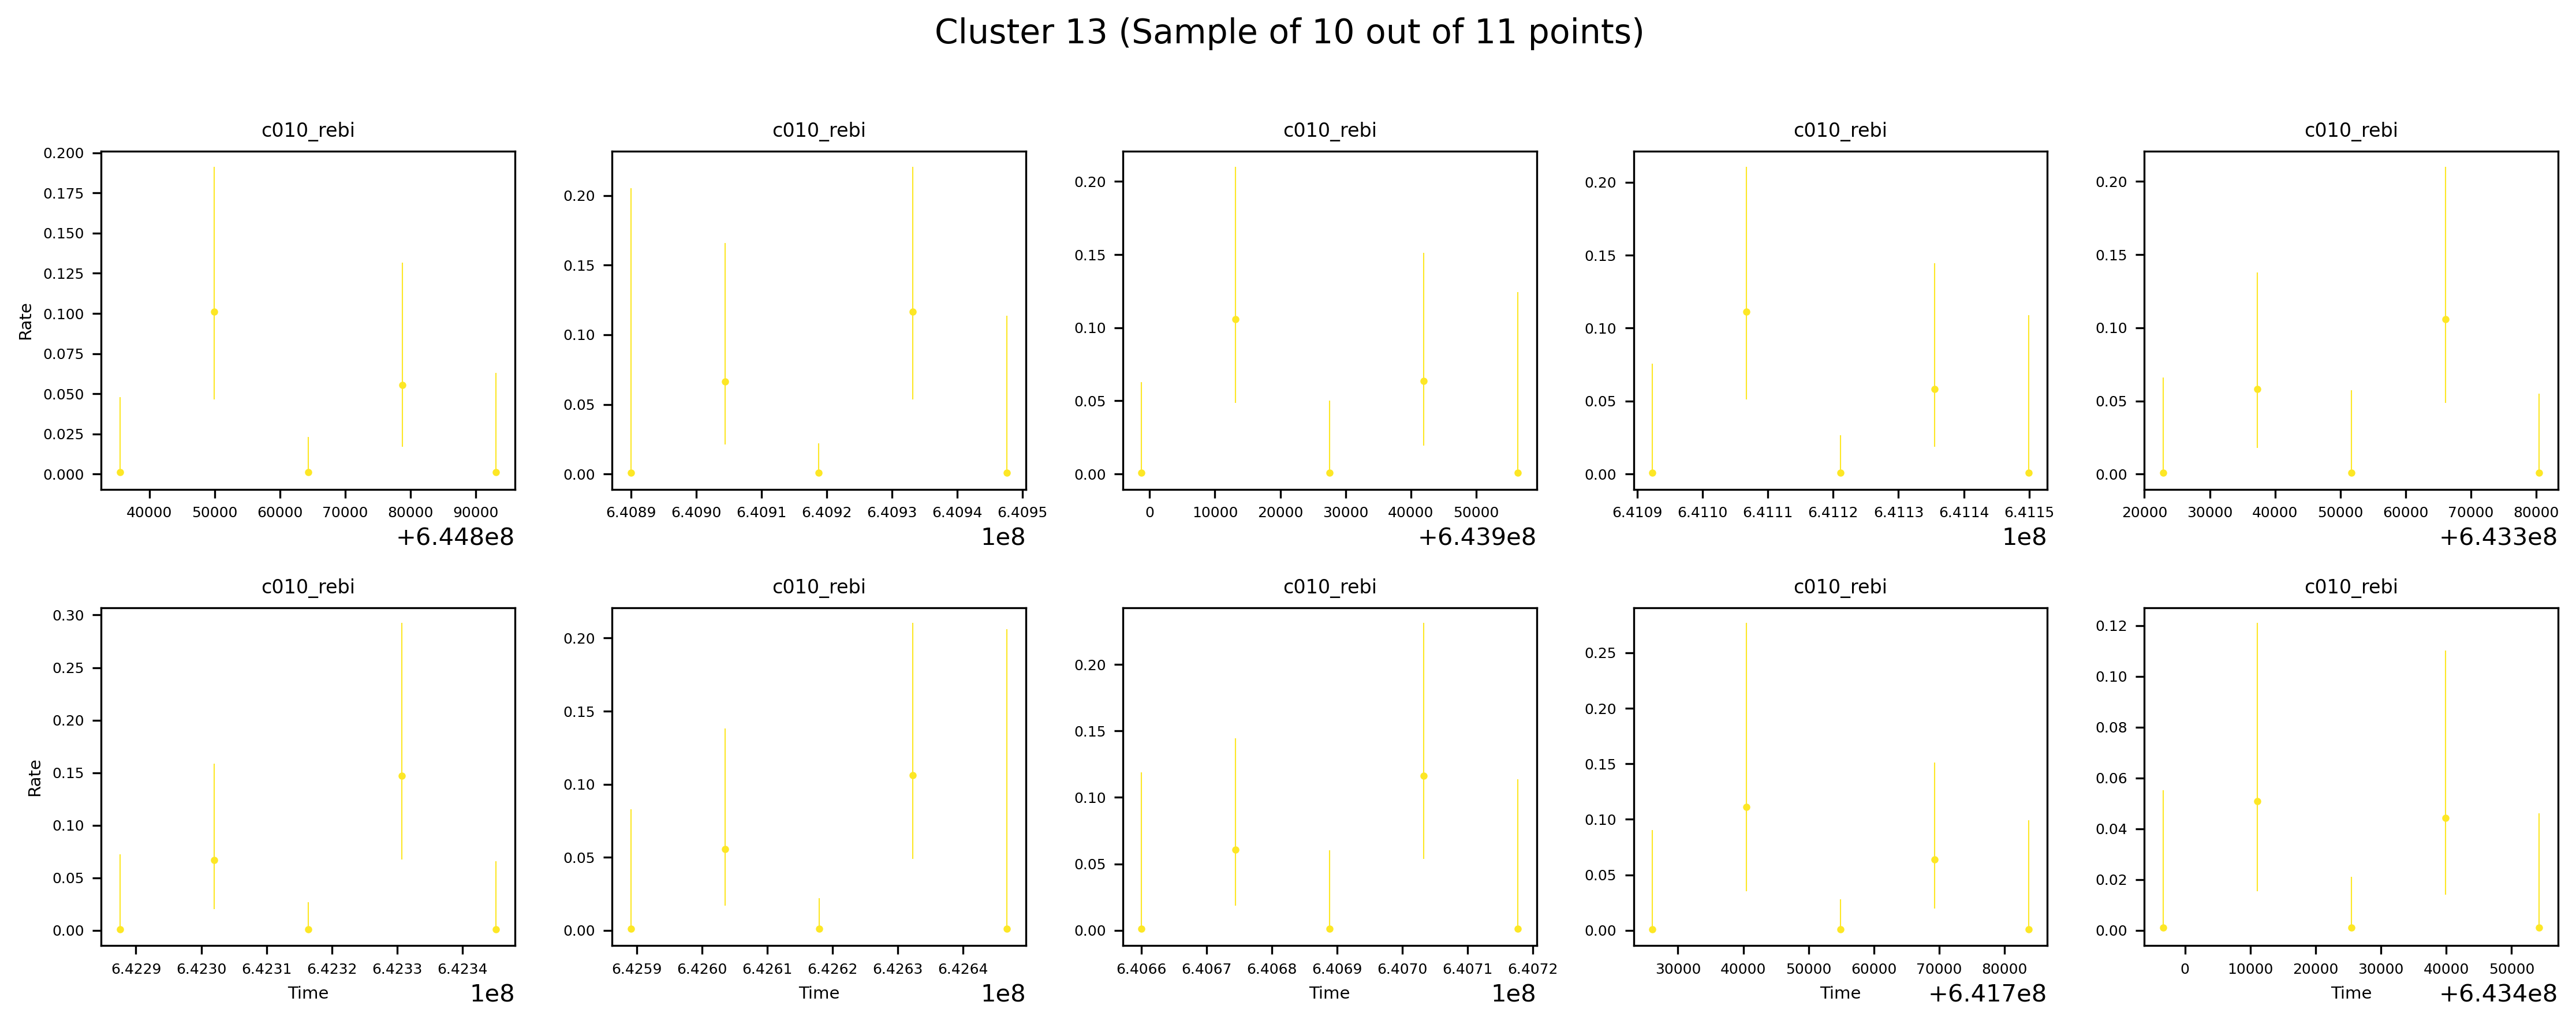 Cluster 13 (Sample of 10 out of 11 points)
c010_rebi c010_rebi c010_rebi c010_rebi c010_rebi
Rate
0.200
0.175
0.150
0.125
0.100
0.075
0.050
0.025
0.000
40000 50000 60000 70000 80000 90000
+6.448e8
0.20
0.15
0.10
0.05
0.00
6.4089 6.4090 6.4091 6.4092 6.4093 6.4094 6.4095
1e8
0.20
0.15
0.10
0.05
0.00
0 10000 20000 30000 40000 50000
+6.439e8
0.20
0.15
0.10
0.05
0.00
6.4109 6.4110 6.4111 6.4112 6.4113 6.4114 6.4115
1e8
0.20
0.15
0.10
0.05
0.00
20000 30000 40000 50000 60000 70000 80000
+6.433e8
c010_rebi c010_rebi c010_rebi c010_rebi c010_rebi
Rate
0.30
0.25
0.20
0.15
0.10
0.05
0.00
6.4229 6.4230 6.4231 6.4232 6.4233 6.4234
Time
1e8
0.20
0.15
0.10
0.05
0.00
6.4259 6.4260 6.4261 6.4262 6.4263 6.4264
Time
1e8
0.20
0.15
0.10
0.05
0.00
6.4066 6.4067 6.4068 6.4069 6.4070 6.4071 6.4072
Time
1e8
0.25
0.20
0.15
0.10
0.05
0.00
30000 40000 50000 60000 70000 80000
Time
+6.417e8
0.12
0.10
0.08
0.06
0.04
0.02
0.00
0 10000 20000 30000 40000 50000
Time
+6.434e8